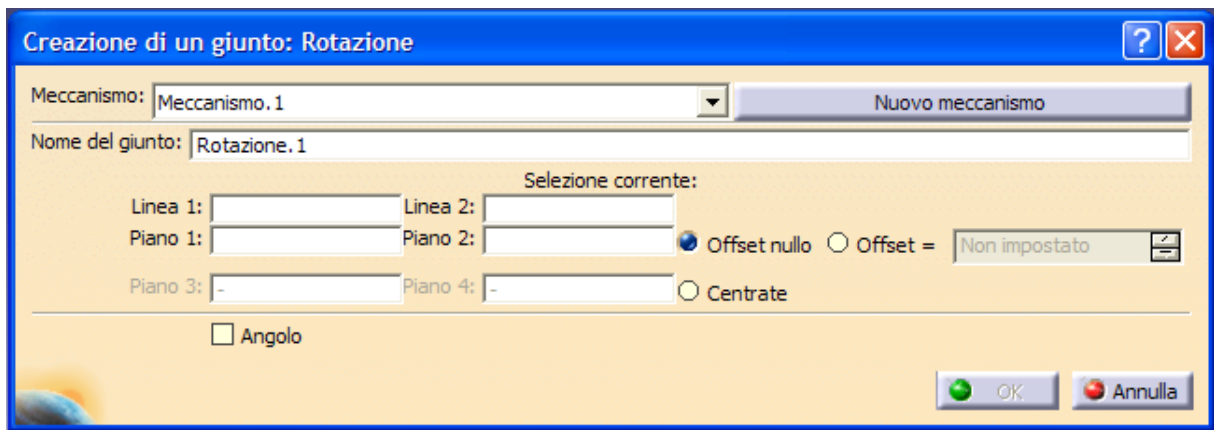 Creazione di un giunto: Rotazione
Meccanismo: Meccanismo.1 Nuovo meccanismo
Nome del giunto: Rotazione.1
Selezione corrente:
Linea 1: Linea 2:
Piano 1: Piano 2: Offset nullo Offset = Non impostato
Piano 3: - Piano 4: - Centrate
Angolo
OK Annulla